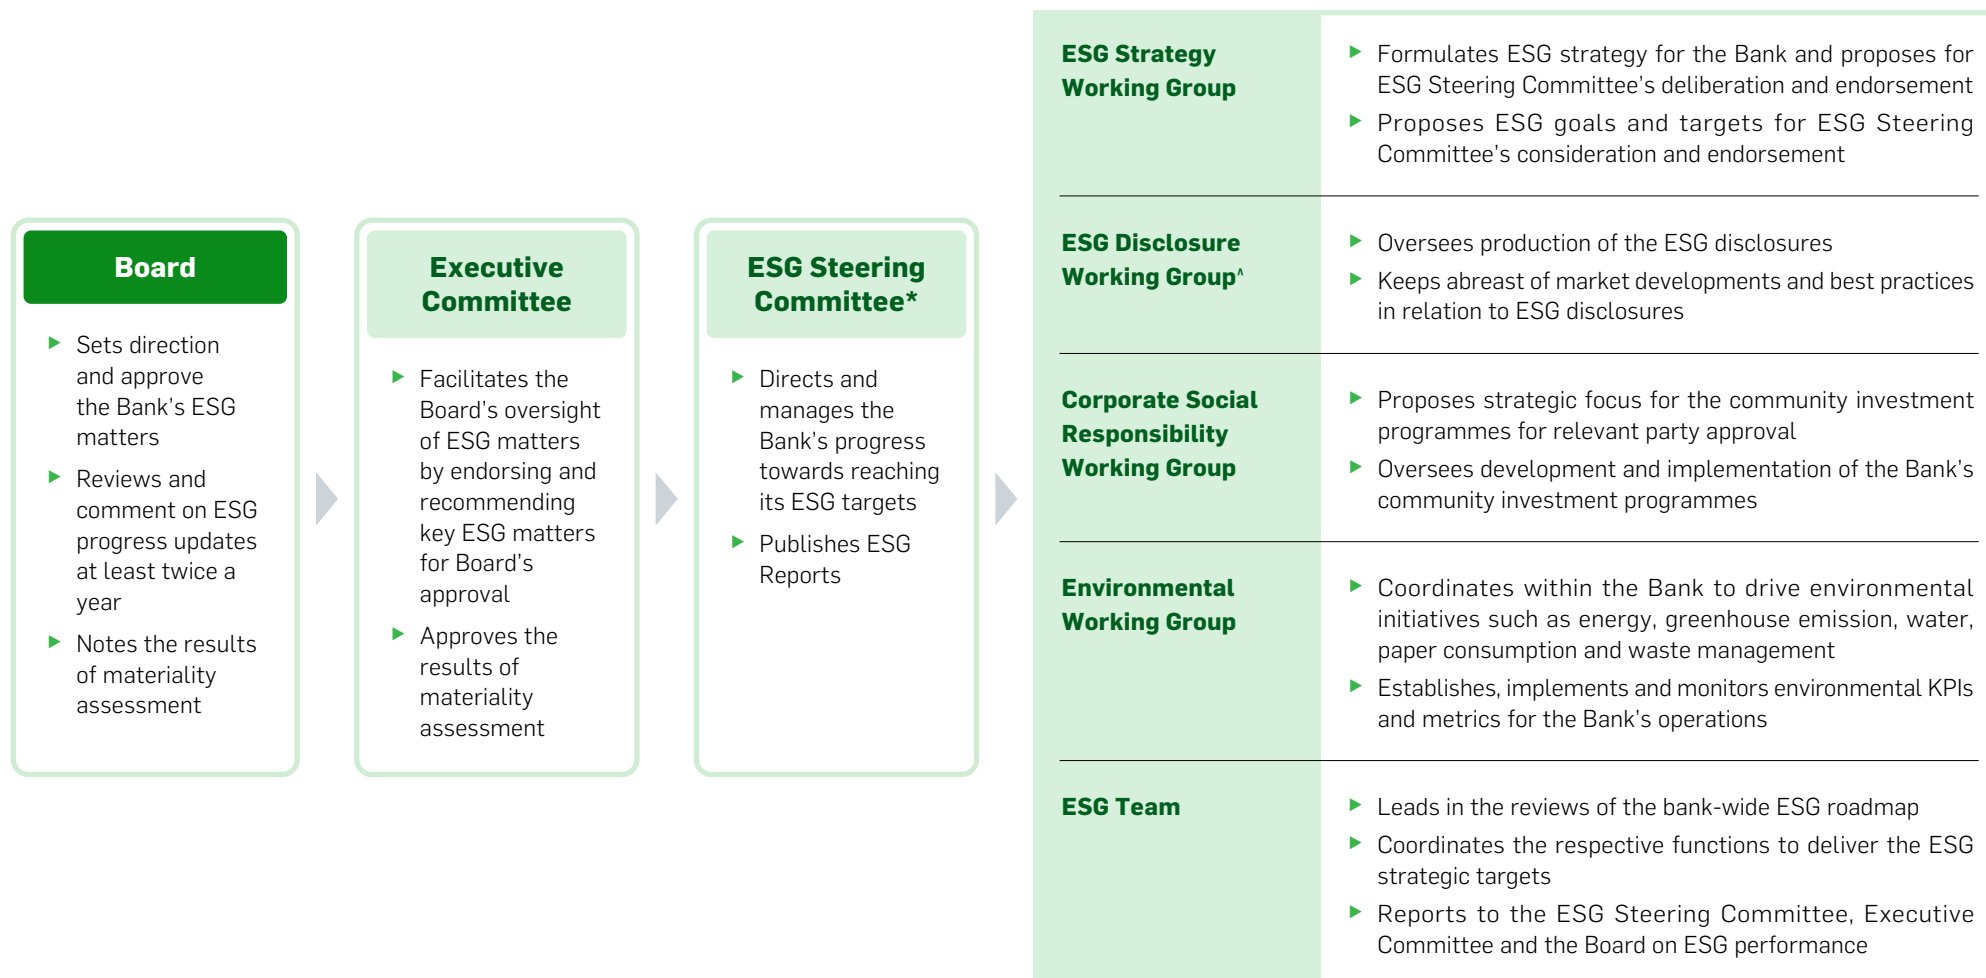 Board
▶ Sets direction
and approve
the Bank's ESG
matters
▶ Reviews and
comment on ESG
progress updates
at least twice a
year
▶ Notes the results
of materiality
assessment
Executive
Committee
▶ Facilitates the
Board's oversight
of ESG matters
by endorsing and
recommending
key ESG matters
for Board's
approval
▶ Approves the
results of
materiality
assessment
ESG Steering
Committee*
▶ Directs and
manages the
Bank's progress
towards reaching
its ESG targets
▶ Publishes ESG
Reports
ESG Strategy
Working Group
▶ Formulates ESG strategy for the Bank and proposes for
ESG Steering Committee's deliberation and endorsement
▶ Proposes ESG goals and targets for ESG Steering
Committee's consideration and endorsement
ESG Disclosure
Working Group^
▶ Oversees production of the ESG disclosures
▶ Keeps abreast of market developments and best practices
in relation to ESG disclosures
Corporate Social
Responsibility
Working Group
▶ Proposes strategic focus for the community investment
programmes for relevant party approval
▶ Oversees development and implementation of the Bank's
community investment programmes
Environmental
Working Group
▶ Coordinates within the Bank to drive environmental
initiatives such as energy, greenhouse emission, water,
paper consumption and waste management
▶ Establishes, implements and monitors environmental KPIs
and metrics for the Bank's operations
ESG Team
▶ Leads in the reviews of the bank-wide ESG roadmap
▶ Coordinates the respective functions to deliver the ESG
strategic targets
▶ Reports to the ESG Steering Committee, Executive
Committee and the Board on ESG performance